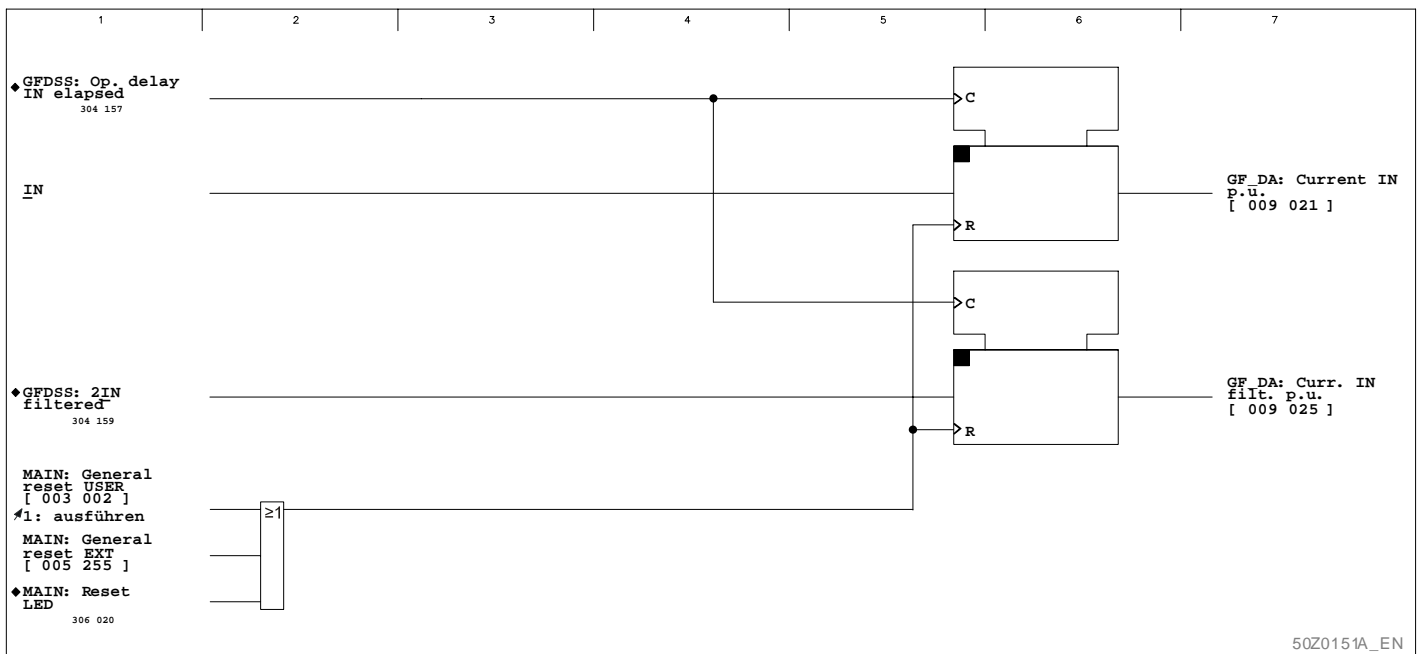 1 2 3 4 5 6 7
◆GFDSS: Op. delay
IN elapsed
304 157
C
IN
GF_DA: Current IN
p.u.
[ 009 021 ]
R
C
◆GFDSS: 2IN
filtered
304 159
GF_DA: Curr. IN
filt. p.u.
[ 009 025 ]
R
MAIN: General
reset USER
[ 003 002 ]
1: ausführen
≥1
MAIN: General
reset EXT
[ 005 255 ]
◆MAIN: Reset
LED
306 020
50Z0151A_EN